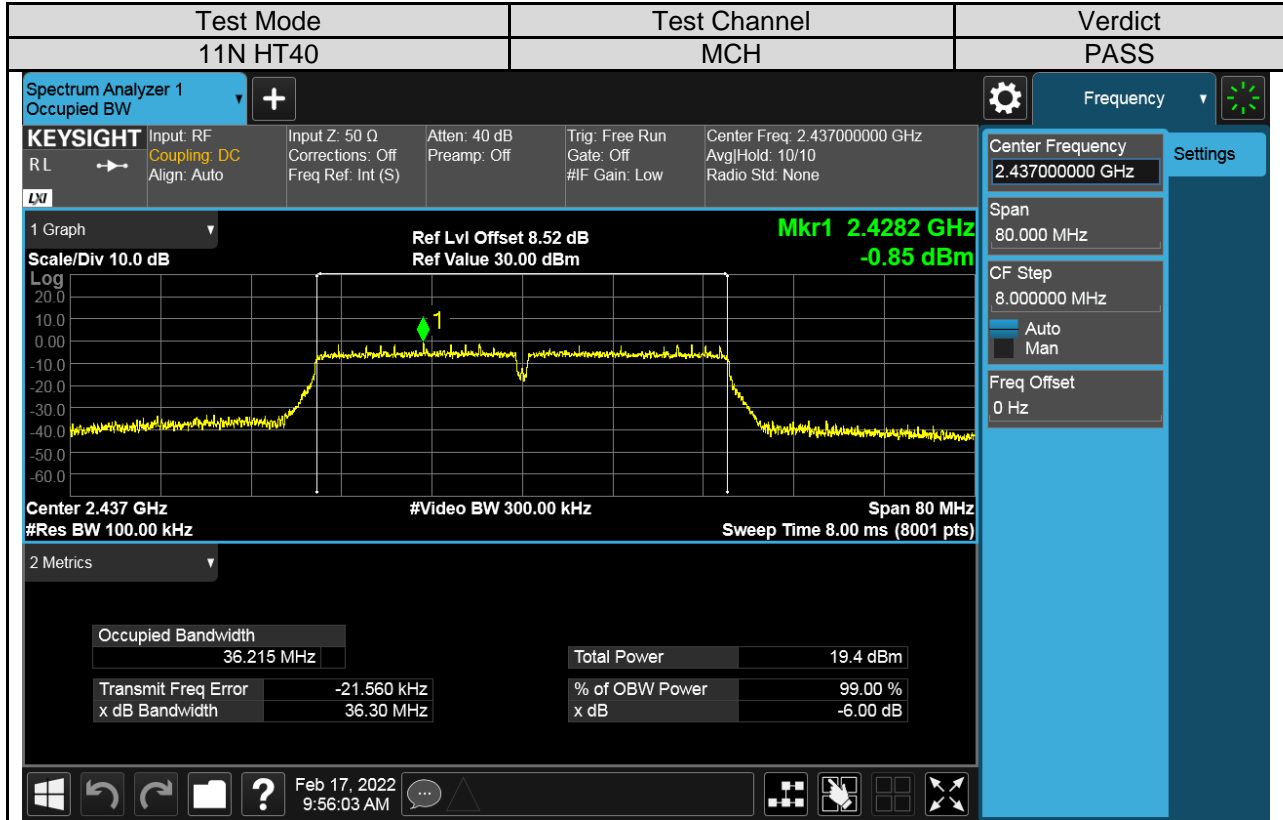 Test Mode Test Channel Verdict
11N HT40 MCH PASS
Spectrum Analyzer 1
Occupied BW
Frequency
KEYSIGHT Input: RF Input Z: 50 Ω Atten: 40 dB Trig: Free Run Center Freq: 2.437000000 GHz
R L Coupling: DC Corrections: Off Preamp: Off Gate: Off Avg|Hold: 10/10
Align: Auto Freq Ref: Int (S) #IF Gain: Low Radio Std: None
LXI
Center Frequency
2.437000000 GHz
Settings
Span
80.000 MHz
CF Step
8.000000 MHz
Auto
Man
Freq Offset
0 Hz
1 Graph Ref Lvl Offset 8.52 dB Mkr1 2.4282 GHz
Scale/Div 10.0 dB Ref Value 30.00 dBm -0.85 dBm
Log
20.0
10.0
1
0.00
-10.0
-20.0
-30.0
-40.0
-50.0
-60.0
Center 2.437 GHz #Video BW 300.00 kHz Span 80 MHz
#Res BW 100.00 kHz Sweep Time 8.00 ms (8001 pts)
2 Metrics
Occupied Bandwidth
36.215 MHz Total Power 19.4 dBm
Transmit Freq Error -21.560 kHz % of OBW Power 99.00 %
x dB Bandwidth 36.30 MHz x dB -6.00 dB
Feb 17, 2022
9:56:03 AM